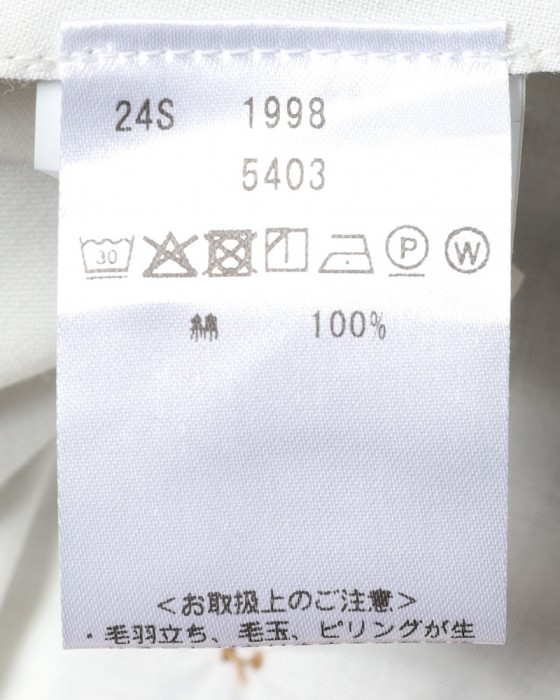 24S 1998
5403
30 P W
綿 100%
<お取扱上のご注意>
・毛羽立ち、毛玉、ピリングが生